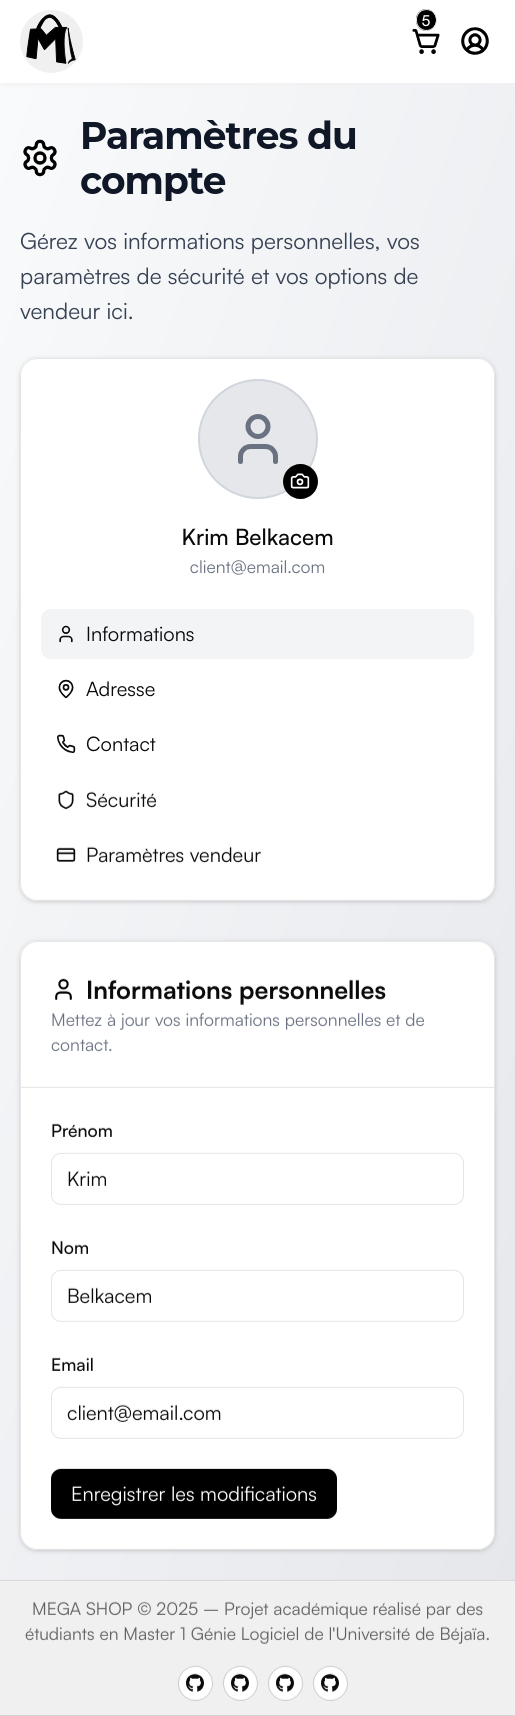 M
5
Paramètres du
compte
Gérez vos informations personnelles, vos
paramètres de sécurité et vos options de
vendeur ici.
Krim Belkacem
client@email.com
Informations
Adresse
Contact
Sécurité
Paramètres vendeur
Informations personnelles
Mettez à jour vos informations personnelles et de
contact.
Prénom
Krim
Nom
Belkacem
Email
client@email.com
Enregistrer les modifications
MEGA SHOP © 2025 — Projet académique réalisé par des
étudiants en Master 1 Génie Logiciel de l'Université de Béjaïa.